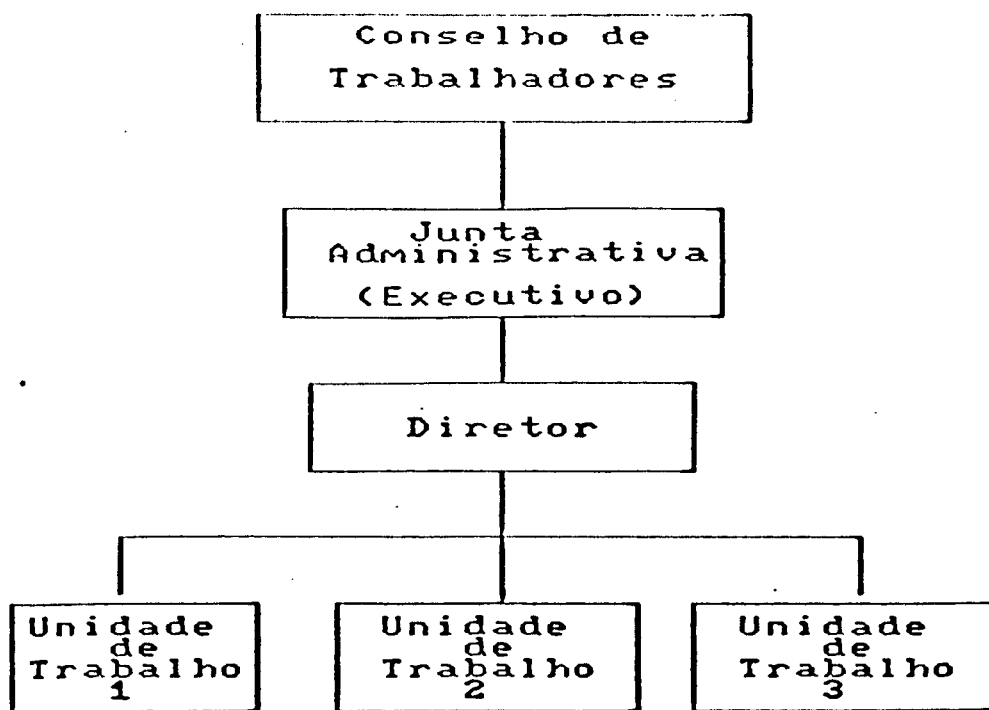 Conselho de
Trabalhadores
Junta
Administrativa
(Executivo)
Diretor
Unidade
de
Trabalho
1
Unidade
de
Trabalho
2
Unidade
de
Trabalho
3